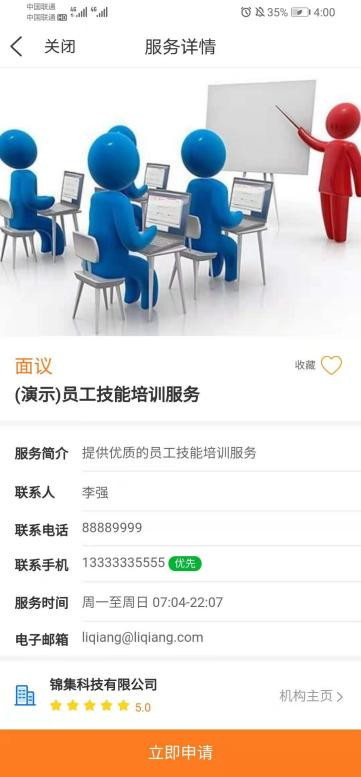 中国联通
中国联通 HD
35%
4:00
关闭
服务详情
面议
收藏
(演示)员工技能培训服务
服务简介 提供优质的员工技能培训服务
联系人 李强
联系电话 88889999
联系手机 13333335555 优先
服务时间 周一至周日 07:04-22:07
电子邮箱 liqiang@liqiang.com
锦集科技有限公司
5.0
机构主页
立即申请